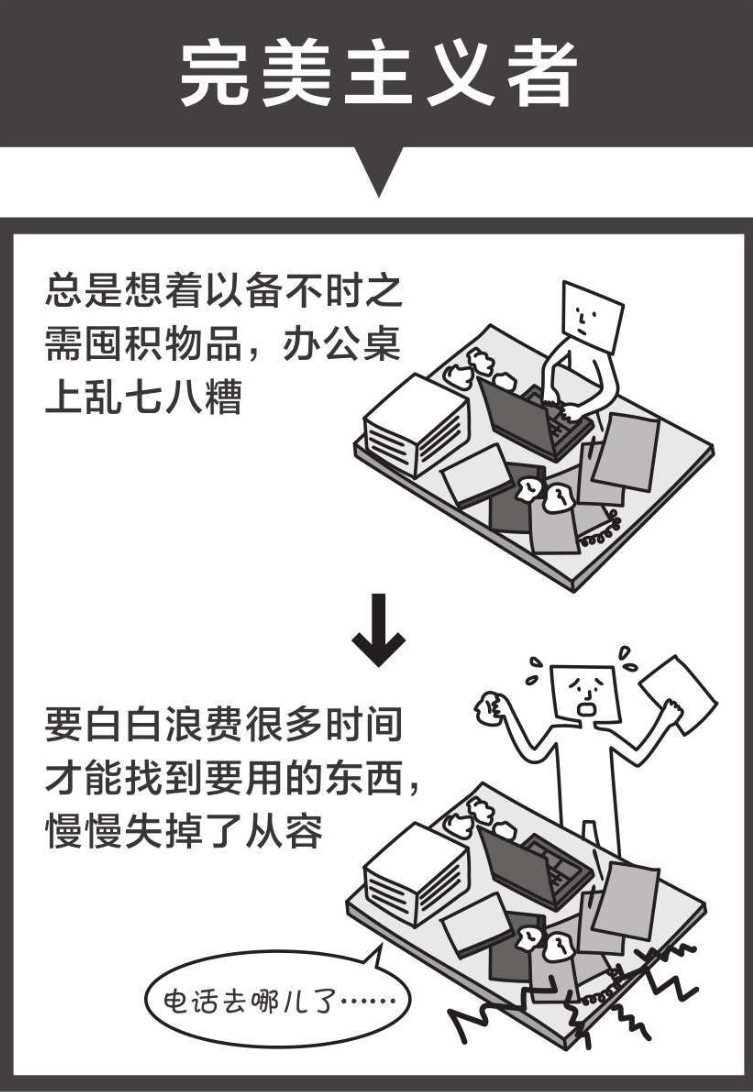 完美主义者
总是想着以备不时之
需囤积物品，办公桌
上乱七八糟
要白白浪费很多时间
才能找到要用的东西，
慢慢失掉了从容
电话去哪儿了……